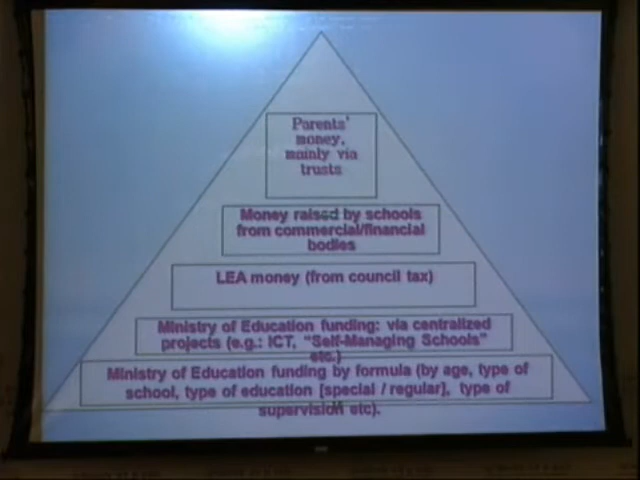 Parents'
money,
mainly via
trusts
Money raised by schools
from commercial/financial
bodies
LEA money (from council tax)
Ministry of Education funding: via centralized
projects (e.g.: ICT, "Self-Managing Schools"
etc.)
Ministry of Education funding by formula (by age, type of
school, type of education [special / regular], type of
supervision etc).